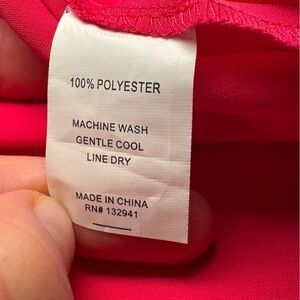 100% POLYESTER
MACHINE WASH
GENTLE COOL
LINE DRY
MADE IN CHINA
RN# 132941